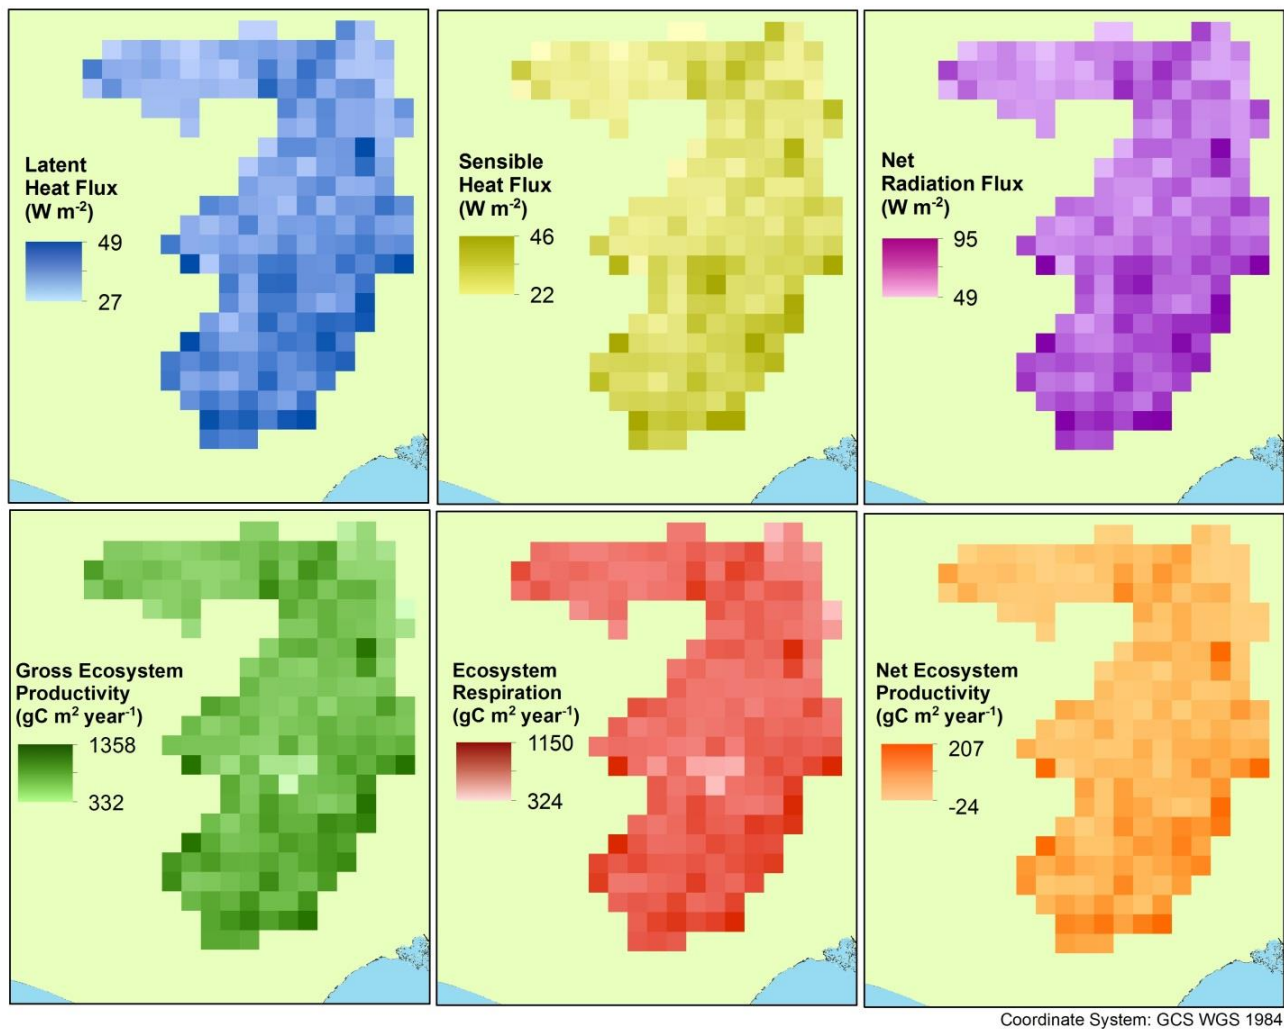 Latent
Heat Flux
(W m⁻²)
49
27
Sensible
Heat Flux
(W m⁻²)
46
22
Net
Radiation Flux
(W m⁻²)
95
49
Gross Ecosystem
Productivity
(gC m² year⁻¹)
1358
332
Ecosystem
Respiration
(gC m² year⁻¹)
1150
324
Net Ecosystem
Productivity
(gC m² year⁻¹)
207
-24
Coordinate System: GCS WGS 1984